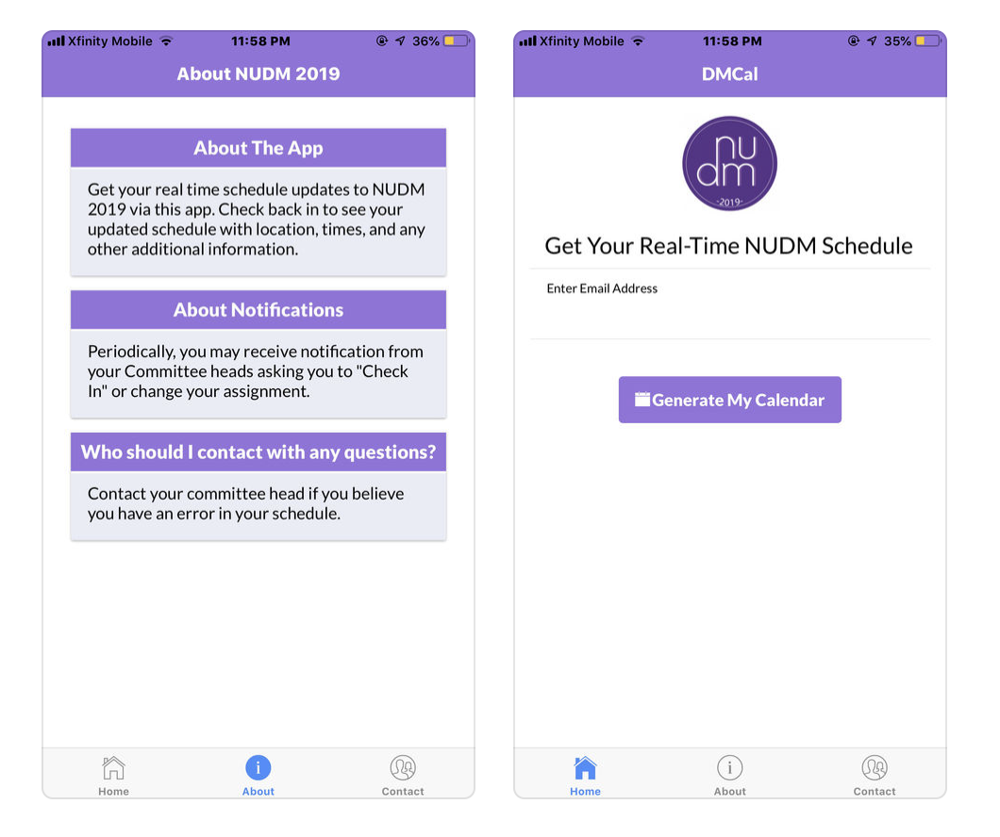 Xfinity Mobile 11:58 PM 36%
About NUDM 2019
About The App
Get your real time schedule updates to NUDM
2019 via this app. Check back in to see your
updated schedule with location, times, and any
other additional information.
About Notifications
Periodically, you may receive notification from
your Committee heads asking you to "Check
In" or change your assignment.
Who should I contact with any questions?
Contact your committee head if you believe
you have an error in your schedule.
Home About Contact
Xfinity Mobile 11:58 PM 35%
DMCal
nu
dm
-2019-
Get Your Real-Time NUDM Schedule
Enter Email Address
Generate My Calendar
Home About Contact